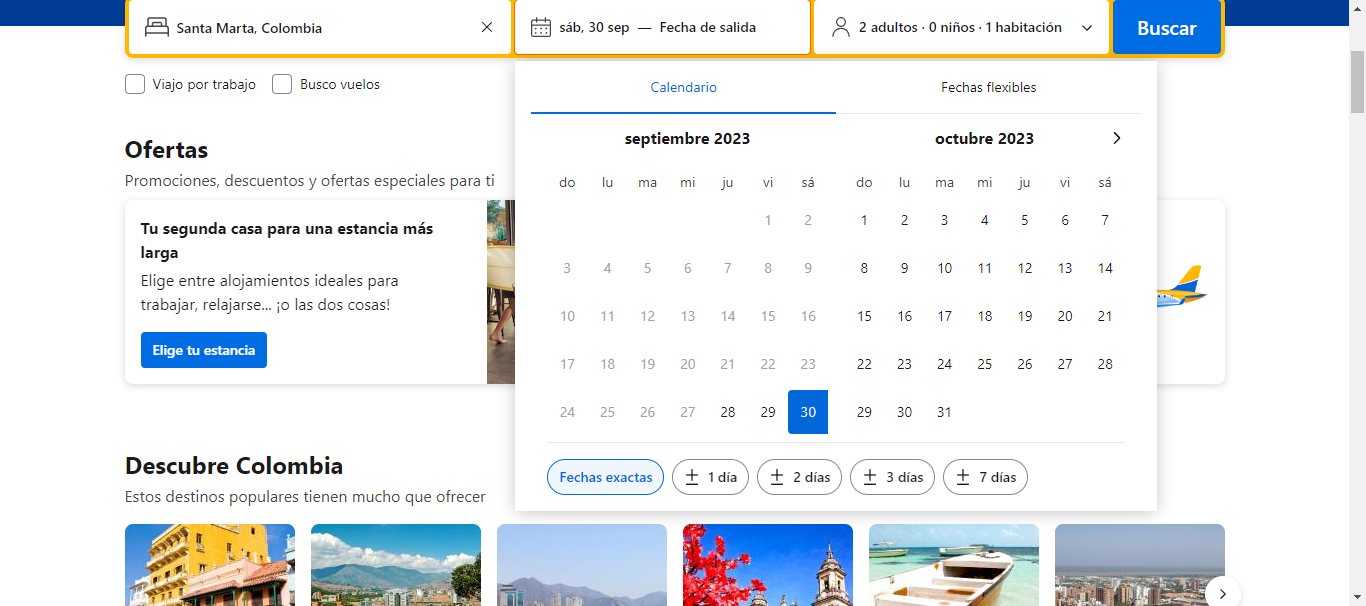 Santa Marta, Colombia
sáb, 30 sep — Fecha de salida
2 adultos · 0 niños · 1 habitación
Buscar
Viajo por trabajo
Busco vuelos
Calendario
Fechas flexibles
septiembre 2023
do lu ma mi ju vi sá
1 2
3 4 5 6 7 8 9
10 11 12 13 14 15 16
17 18 19 20 21 22 23
24 25 26 27 28 29 30
octubre 2023
do lu ma mi ju vi sá
1 2 3 4 5 6 7
8 9 10 11 12 13 14
15 16 17 18 19 20 21
22 23 24 25 26 27 28
29 30 31
Fechas exactas
± 1 día
± 2 días
± 3 días
± 7 días
Ofertas
Promociones, descuentos y ofertas especiales para ti
Tu segunda casa para una estancia más
larga
Elige entre alojamientos ideales para
trabajar, relajarse... ¡o las dos cosas!
Elige tu estancia
Descubre Colombia
Estos destinos populares tienen mucho que ofrecer